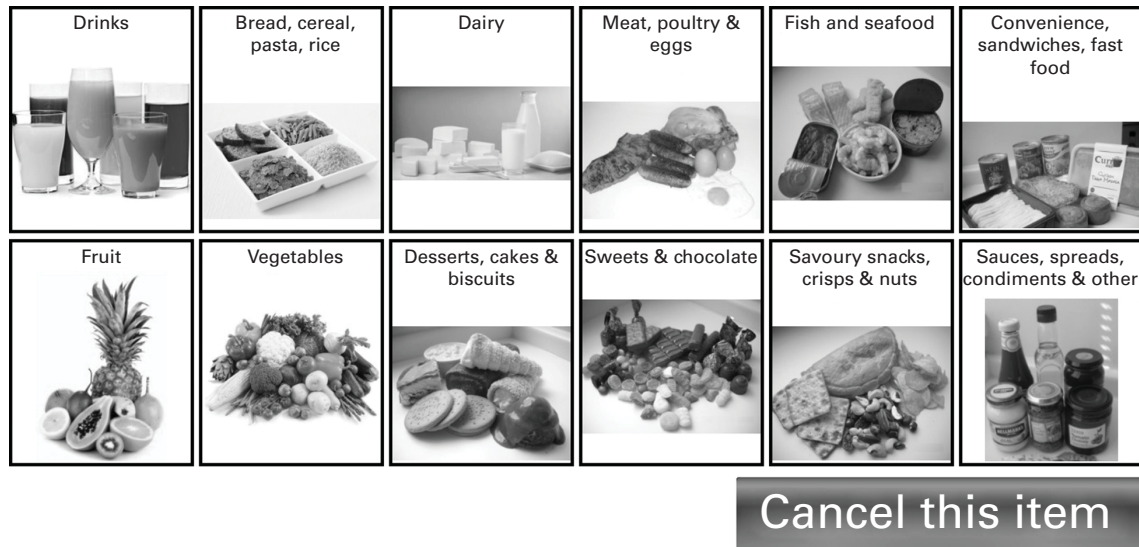 Drinks
Bread, cereal,
pasta, rice
Dairy
Meat, poultry &
eggs
Fish and seafood
Convenience,
sandwiches, fast
food
Curry
Fruit
Vegetables
Desserts, cakes &
biscuits
Sweets & chocolate
Savoury snacks,
crisps & nuts
Sauces, spreads,
condiments & other
Cancel this item